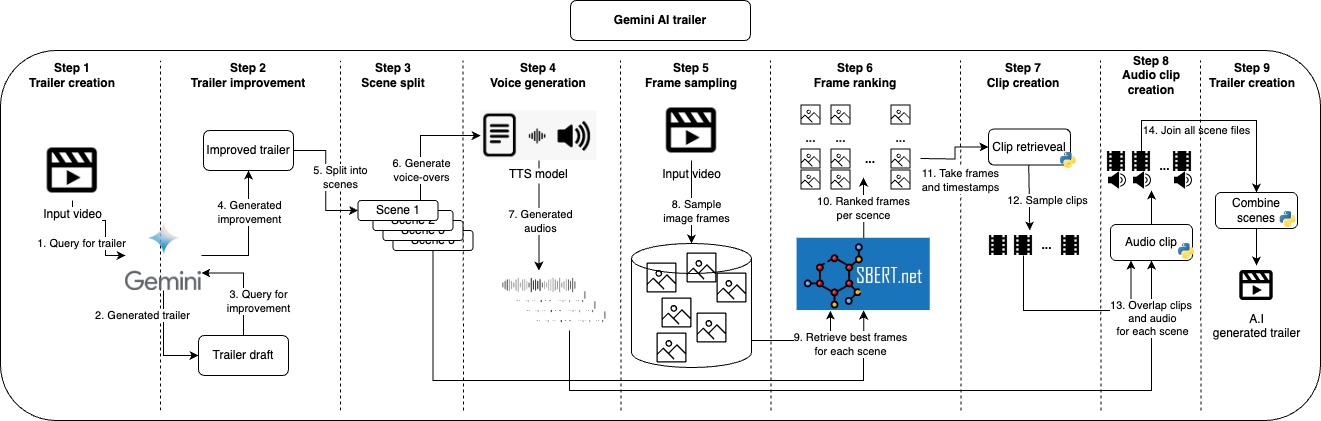 Gemini AI trailer
Step 1
Trailer creation
Input video
1. Query for trailer
Gemini
2. Generated trailer
Step 2
Trailer improvement
Improved trailer
4. Generated
improvement
3. Query for
improvement
Trailer draft
Step 3
Scene split
5. Split into
scenes
6. Generate
voice-overs
Scene 1
Step 4
Voice generation
TTS model
7. Generated
audios
Step 5
Frame sampling
Input video
8. Sample
image frames
Step 6
Frame ranking
...
...
...
...
10. Ranked frames
per scence
SBERT.net
9. Retrieve best frames
for each scene
Step 7
Clip creation
Clip retrieveal
11. Take frames
and timestamps
12. Sample clips
...
Step 8
Audio clip
creation
14. Join all scene files
...
Audio clip
13. Overlap clips
and audio
for each scene
Step 9
Trailer creation
Combine
scenes
A.I
generated trailer